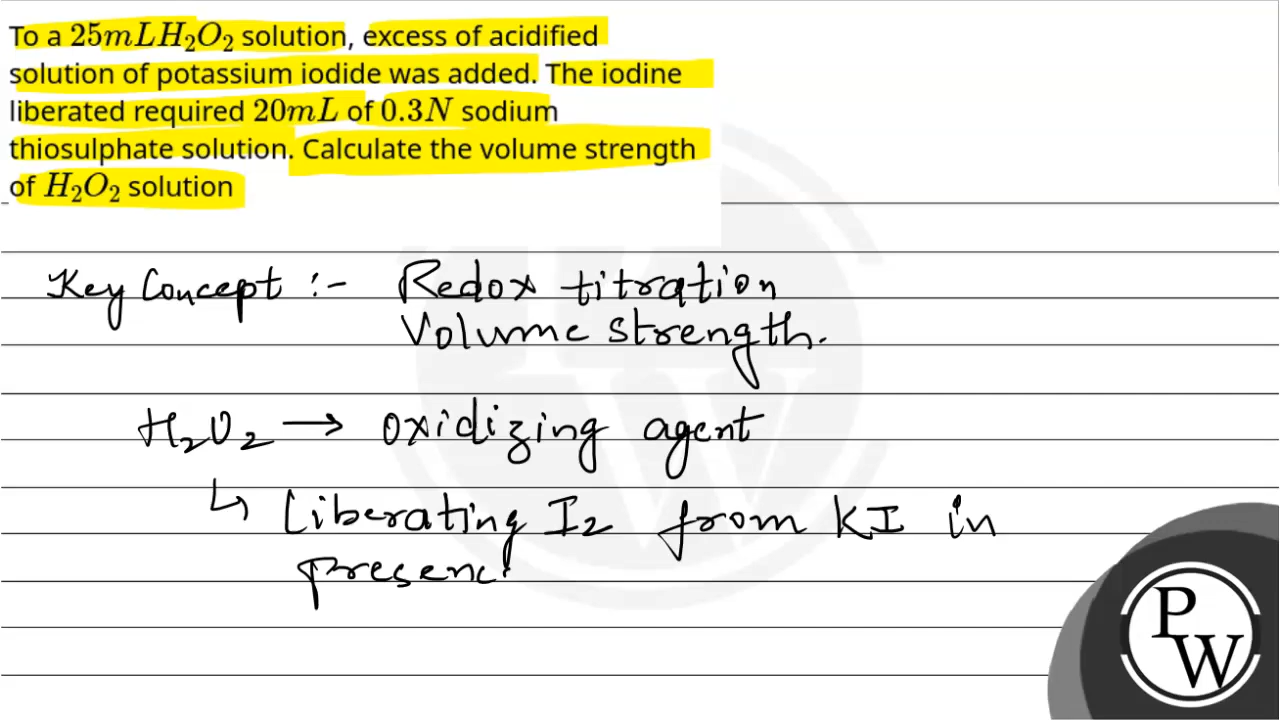 To a 25mLH₂O₂ solution, excess of acidified
solution of potassium iodide was added. The iodine
liberated required 20mL of 0.3N sodium
thiosulphate solution. Calculate the volume strength
of H₂O₂ solution
Key Concept :- Redox titration
Volume strength.
H₂O₂ → oxidizing agent
↳ Liberating I₂ from KI in
presenc
P
W